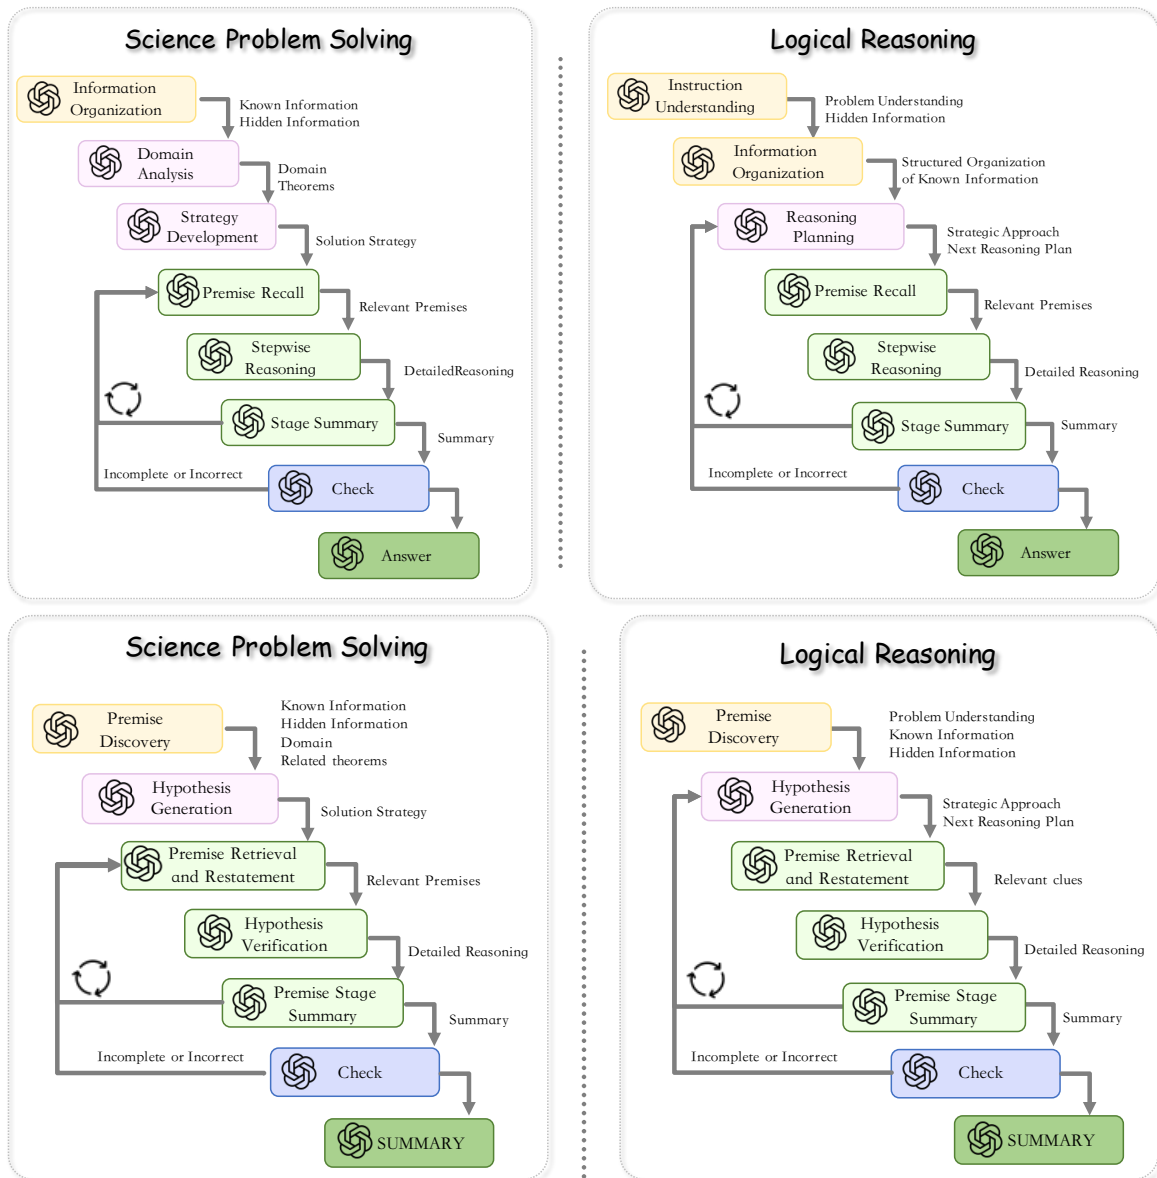 Science Problem Solving
Information
Organization
Known Information
Hidden Information
Domain
Analysis
Domain
Theorems
Strategy
Development
Solution Strategy
Premise Recall
Relevant Premises
Stepwise
Reasoning
DetailedReasoning
Stage Summary
Summary
Incomplete or Incorrect
Check
Answer
Logical Reasoning
Instruction
Understanding
Problem Understanding
Hidden Information
Information
Organization
Structured Organization
of Known Information
Reasoning
Planning
Strategic Approach
Next Reasoning Plan
Premise Recall
Relevant Premises
Stepwise
Reasoning
Detailed Reasoning
Stage Summary
Summary
Incomplete or Incorrect
Check
Answer
Science Problem Solving
Premise
Discovery
Known Information
Hidden Information
Domain
Related theorems
Hypothesis
Generation
Solution Strategy
Premise Retrieval
and Restatement
Relevant Premises
Hypothesis
Verification
Detailed Reasoning
Premise Stage
Summary
Summary
Incomplete or Incorrect
Check
SUMMARY
Logical Reasoning
Premise
Discovery
Problem Understanding
Known Information
Hidden Information
Hypothesis
Generation
Strategic Approach
Next Reasoning Plan
Premise Retrieval
and Restatement
Relevant clues
Hypothesis
Verification
Detailed Reasoning
Premise Stage
Summary
Summary
Incomplete or Incorrect
Check
SUMMARY